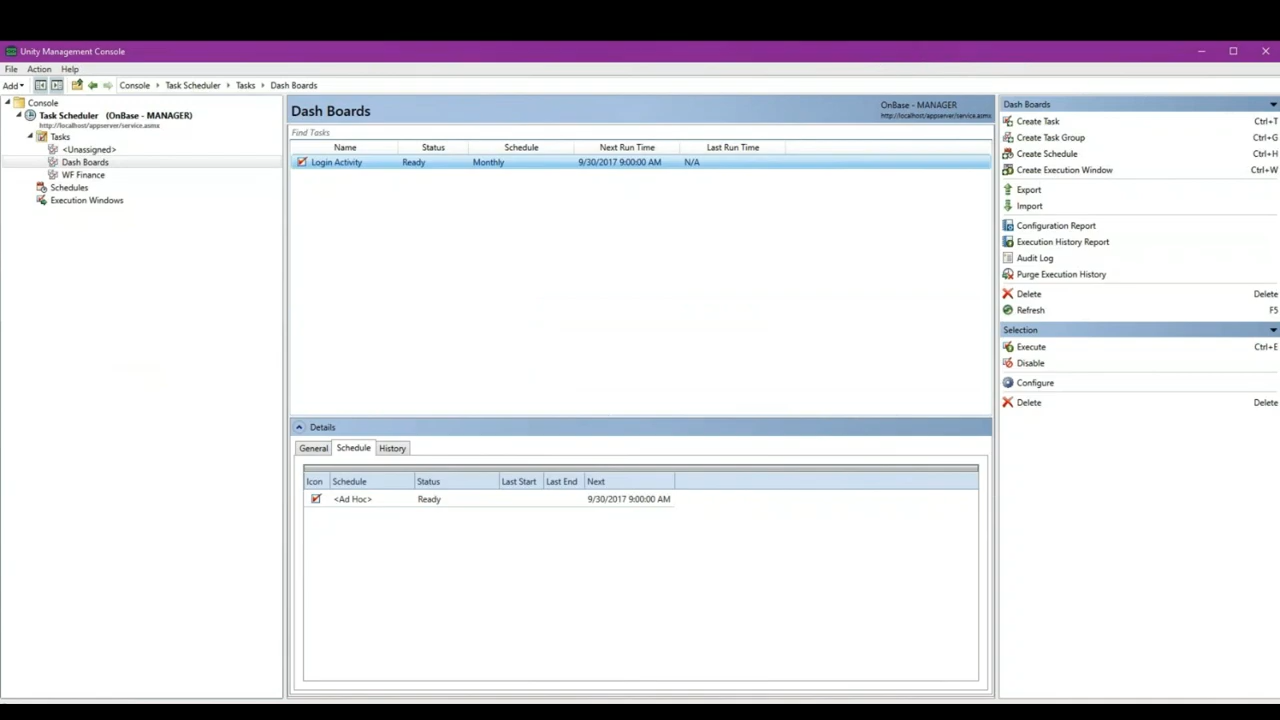 Unity Management Console
File Action Help
Add Console Task Scheduler Tasks Dash Boards
Console
Task Scheduler (OnBase - MANAGER)
http://localhost/appserver/service.asmx
Tasks
<Unassigned>
Dash Boards
WF Finance
Schedules
Execution Windows
Dash Boards
OnBase - MANAGER
http://localhost/appserver/service.asmx
Find Tasks
Name Status Schedule Next Run Time Last Run Time
Login Activity Ready Monthly 9/30/2017 9:00:00 AM N/A
Details
General Schedule History
Icon Schedule Status Last Start Last End Next
<Ad Hoc> Ready 9/30/2017 9:00:00 AM
Dash Boards
Create Task Ctrl+T
Create Task Group Ctrl+G
Create Schedule Ctrl+H
Create Execution Window Ctrl+W
Export
Import
Configuration Report
Execution History Report
Audit Log
Purge Execution History
Delete Delete
Refresh F5
Selection
Execute Ctrl+E
Disable
Configure
Delete Delete